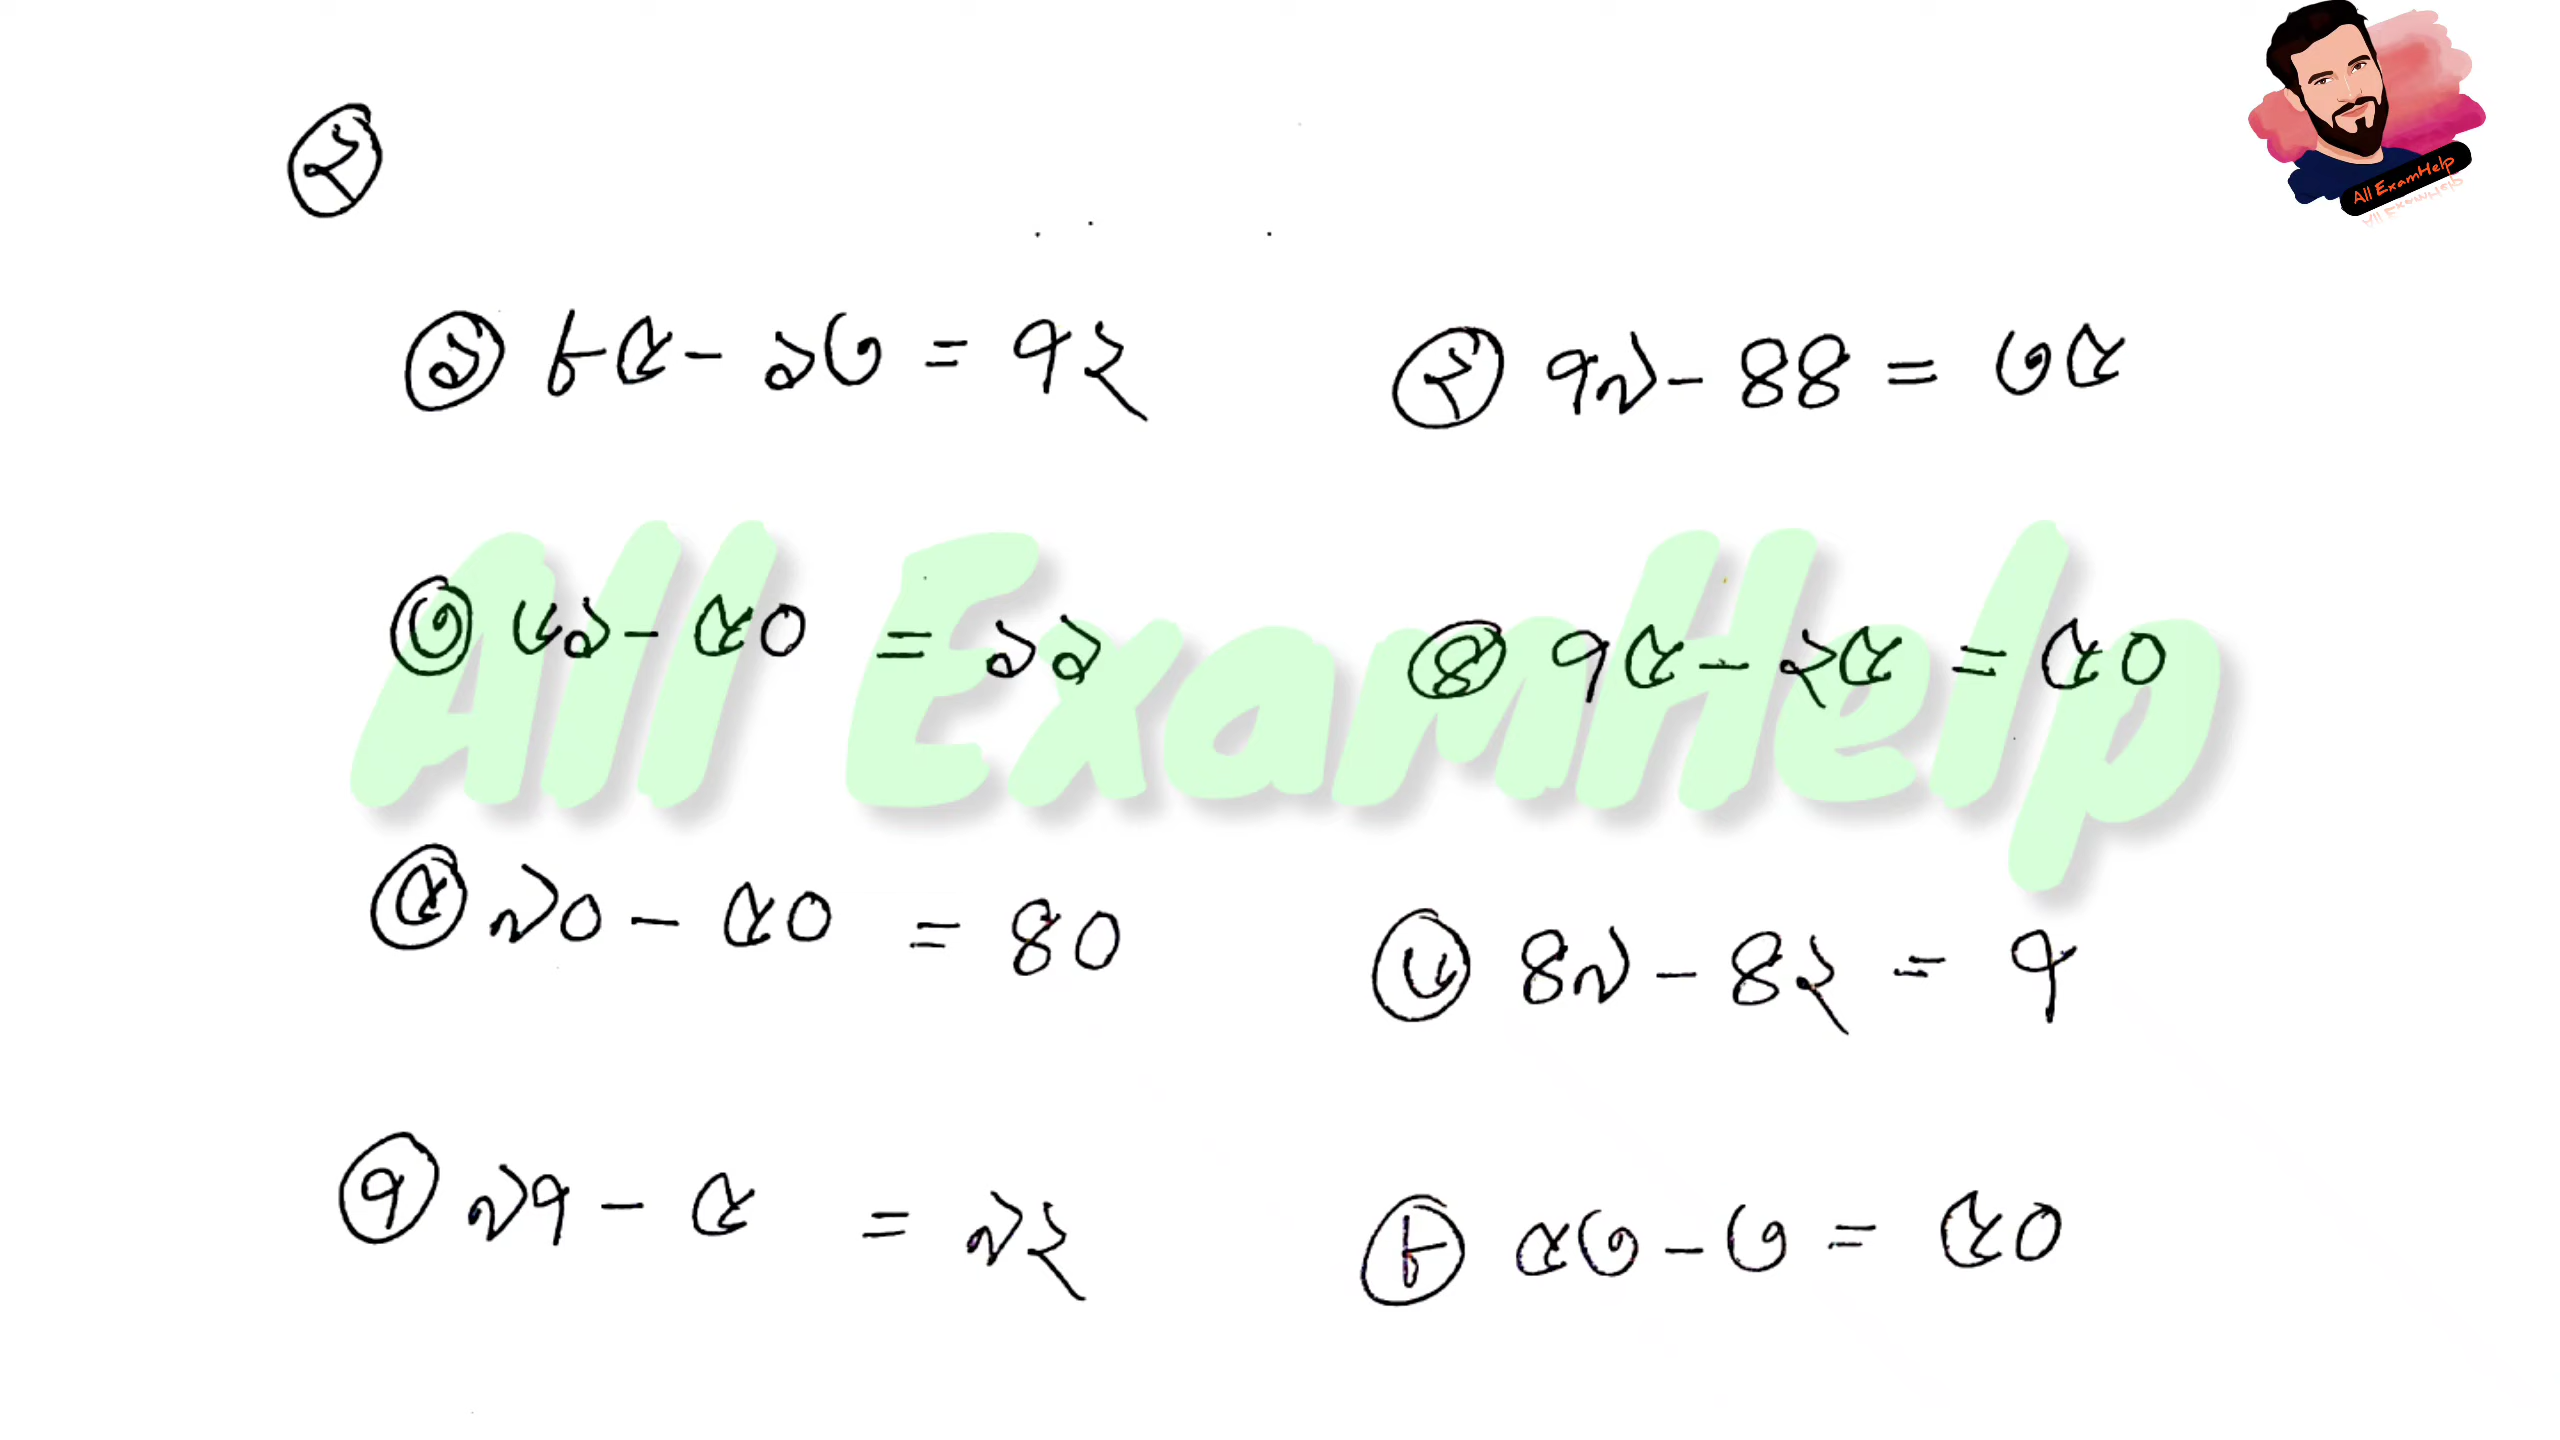 All ExamHelp
২
১ ৮৫ - ১৩ = ৭২
২ ৭৯ - ৪৪ = ৩৫
৩ ৬১ - ৫০ = ১১
৪ ৭৫ - ২৫ = ৫০
All ExamHelp
৫ ৯০ - ৫০ = ৪০
৬ ৪৯ - ৪২ = ৭
৭ ৯৭ - ৫ = ৯২
৮ ৫৩ - ৩ = ৫০